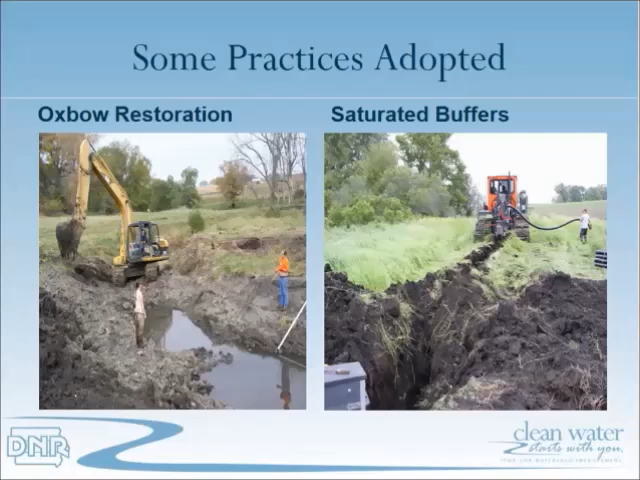 Some Practices Adopted
Oxbow Restoration
Saturated Buffers
DNR
clean water
starts with you.